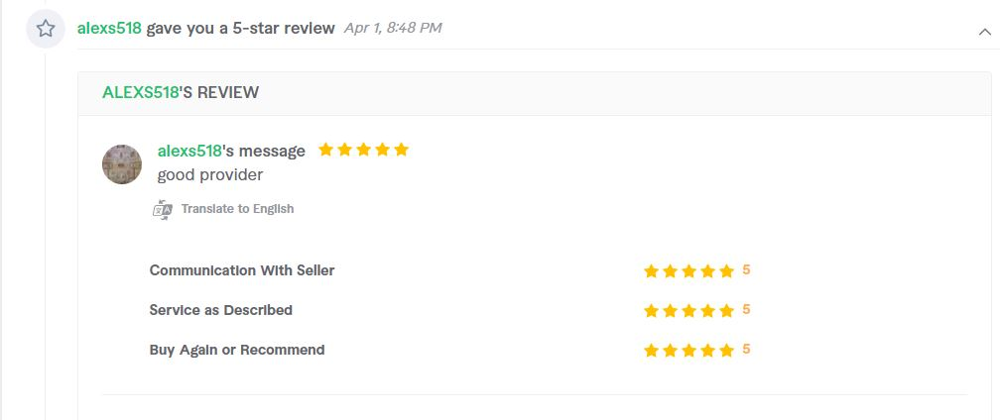 alexs518 gave you a 5-star review Apr 1, 8:48 PM
ALEXS518'S REVIEW
alexs518's message
good provider
Translate to English
Communication With Seller 5
Service as Described 5
Buy Again or Recommend 5